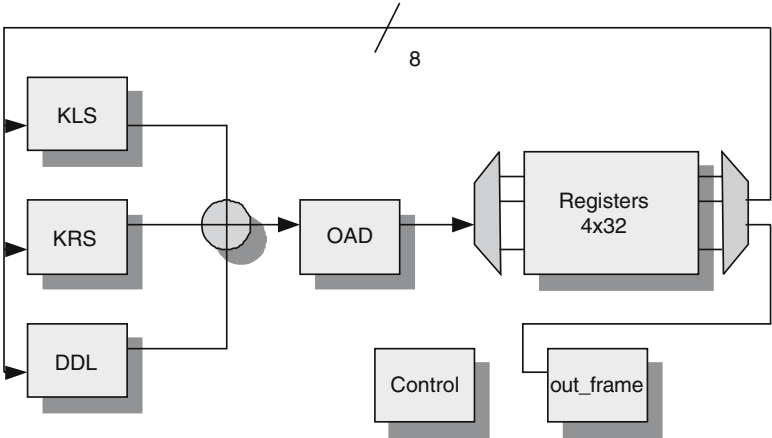 8
KLS
KRS
DDL
OAD
Registers
4x32
Control
out_frame